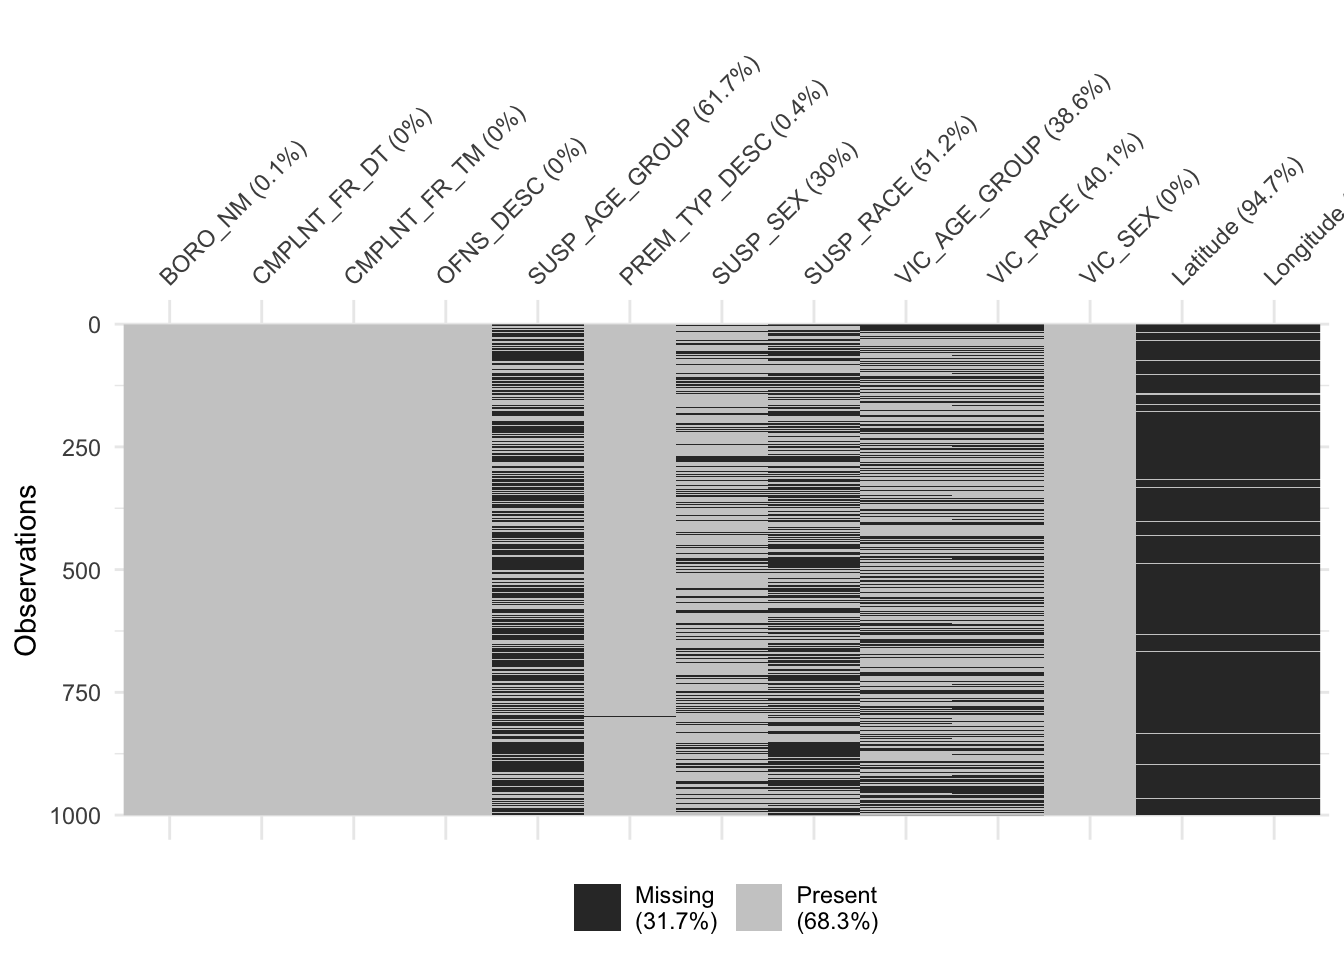 BORO_NM (0.1%)
CMPLNT_FR_DT (0%)
CMPLNT_FR_TM (0%)
OFNS_DESC (0%)
SUSP_AGE_GROUP (61.7%)
PREM_TYP_DESC (0.4%)
SUSP_SEX (30%)
SUSP_RACE (51.2%)
VIC_AGE_GROUP (38.6%)
VIC_RACE (40.1%)
VIC_SEX (0%)
Latitude (94.7%)
Longitude
0
250
500
750
1000
Observations
Missing
(31.7%)
Present
(68.3%)